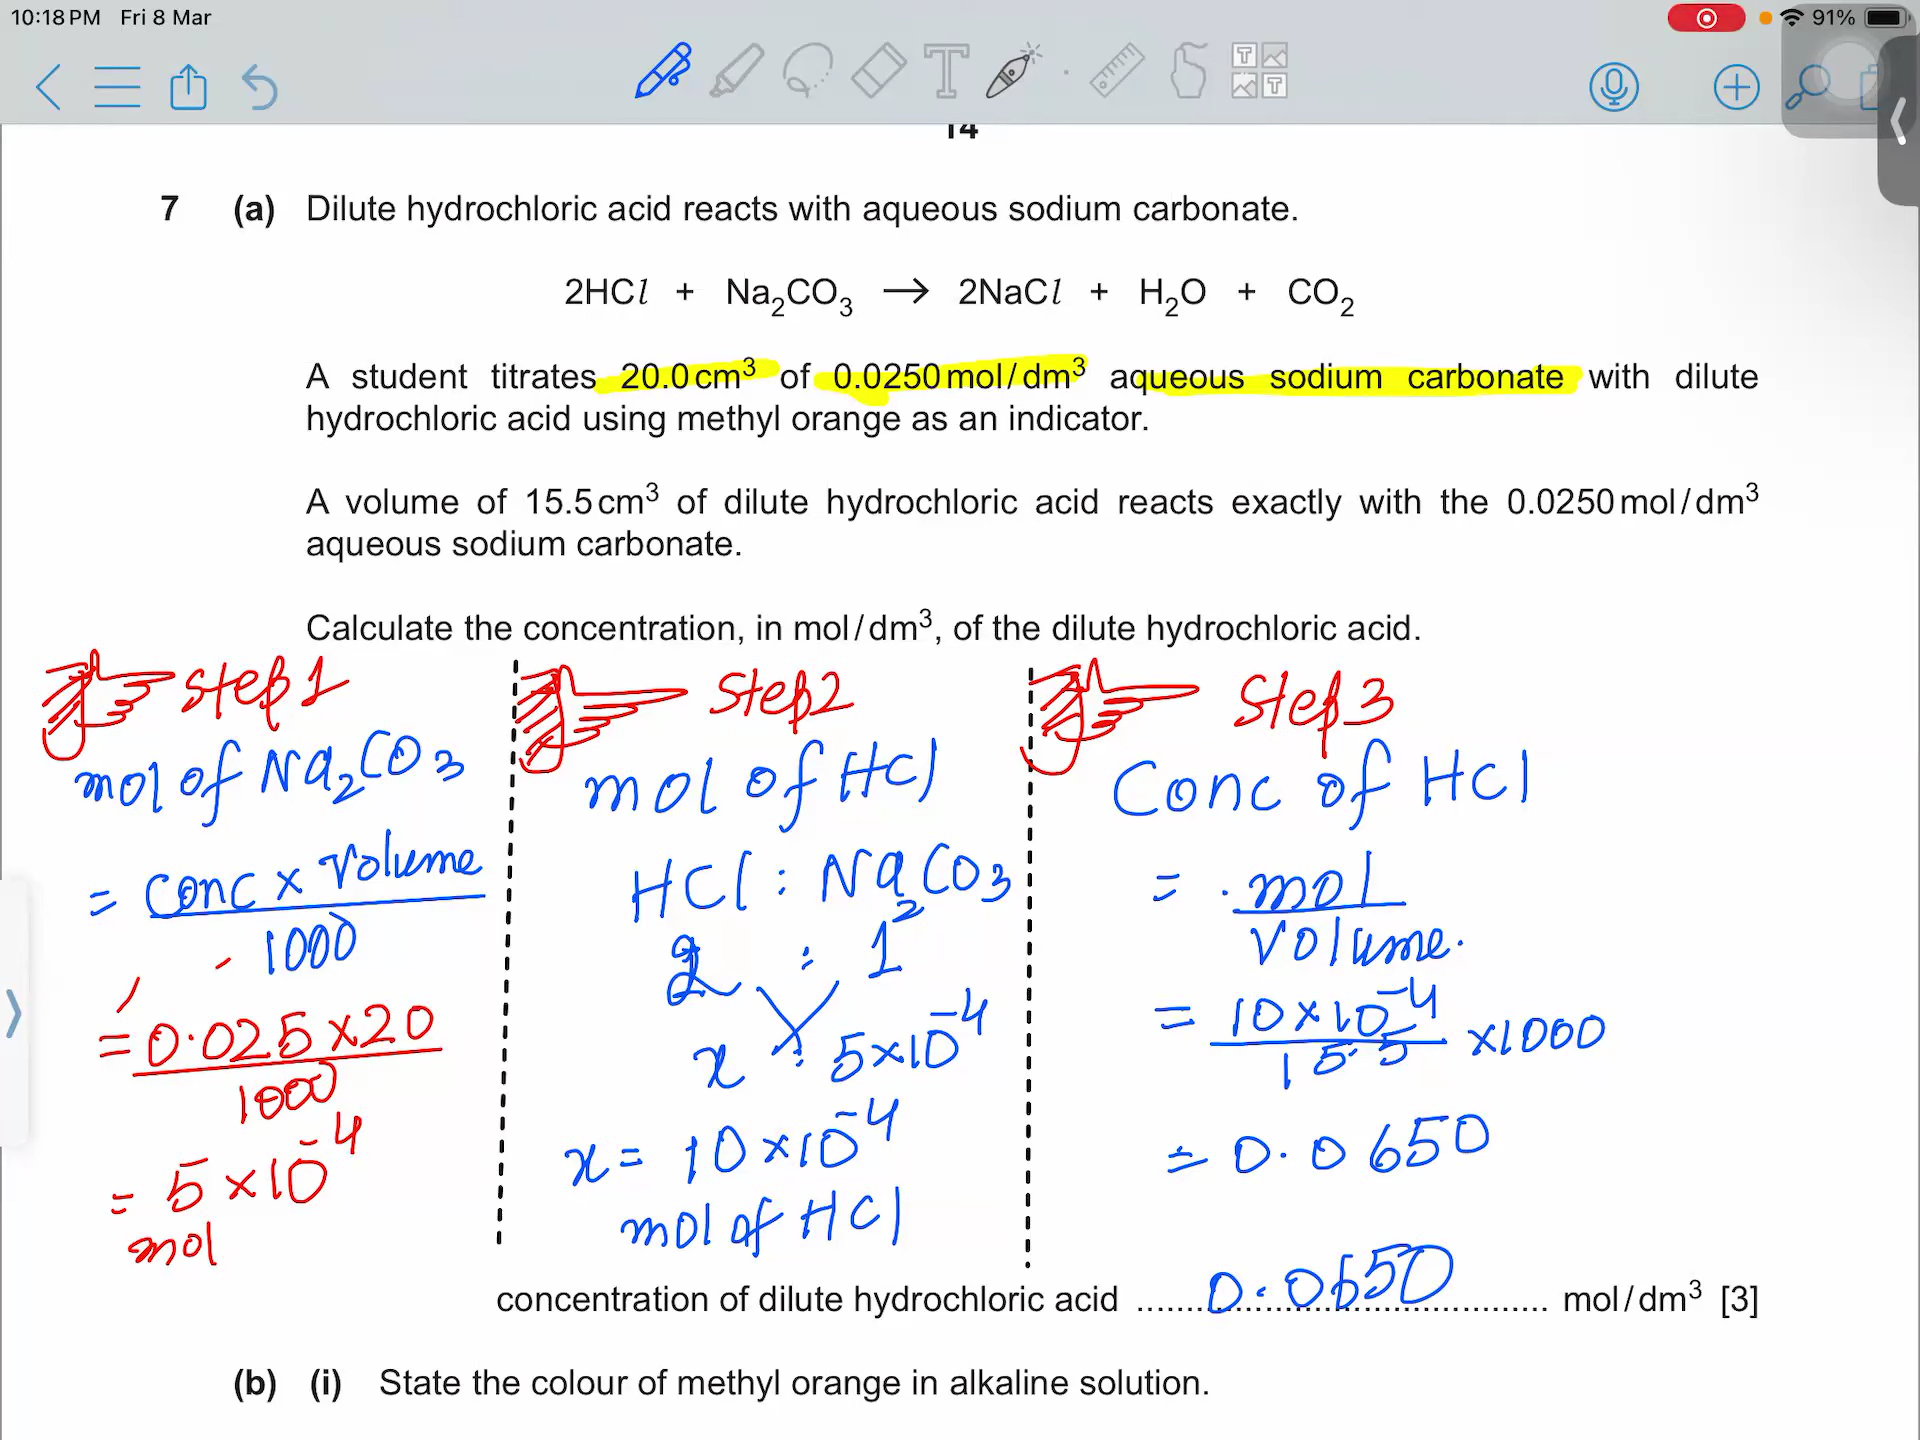 10:18 PM Fri 8 Mar
91%
14
7 (a) Dilute hydrochloric acid reacts with aqueous sodium carbonate.
2HCl + Na₂CO₃ → 2NaCl + H₂O + CO₂
A student titrates 20.0 cm³ of 0.0250 mol/dm³ aqueous sodium carbonate with dilute
hydrochloric acid using methyl orange as an indicator.
A volume of 15.5 cm³ of dilute hydrochloric acid reacts exactly with the 0.0250 mol/dm³
aqueous sodium carbonate.
Calculate the concentration, in mol/dm³, of the dilute hydrochloric acid.
Step 1
mol of Na₂CO₃
= Conc × Volume
1000
= 0.025 × 20
1000
= 5 × 10⁻⁴
mol
Step 2
mol of HCl
HCl : Na₂CO₃
2 : 1
x : 5×10⁻⁴
x = 10 × 10⁻⁴
mol of HCl
Step 3
Conc of HCl
= mol
Volume.
= 10 × 10⁻⁴
15.5 ×1000
= 0.0650
concentration of dilute hydrochloric acid 0.0650 mol/dm³ [3]
(b) (i) State the colour of methyl orange in alkaline solution.